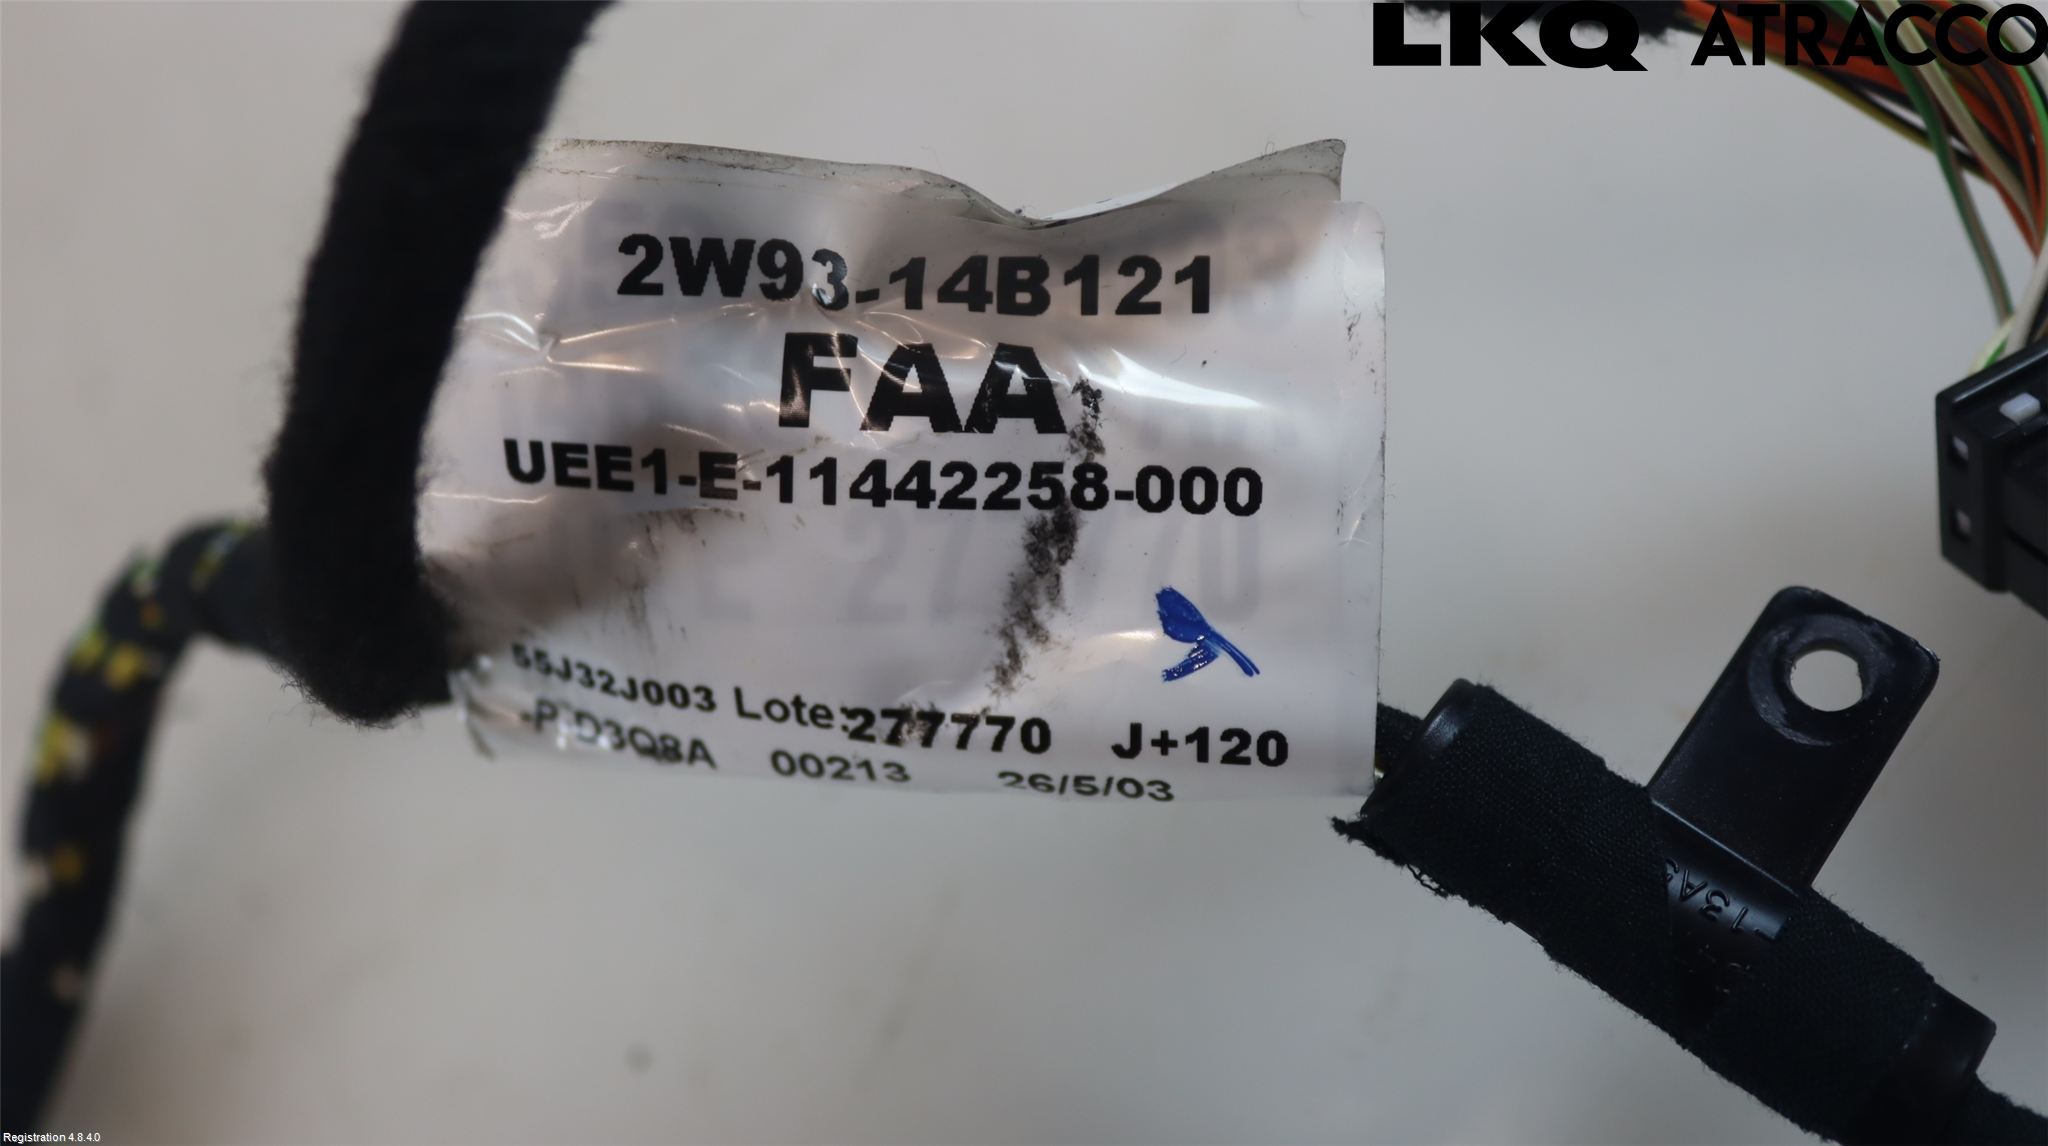 LKQ ATRACCO
2W93-14B121
FAA
UEE1-E-11442258-000
55J32J003 Lote:277770 J+120
00213 26/5/03
Registration 4.8.4.0